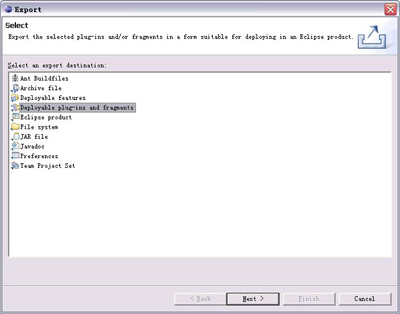 Export
Select
Export the selected plug-ins and/or fragments in a form suitable for deploying in an Eclipse product.
Select an export destination:
Ant Buildfiles
Archive file
Deployable features
Deployable plug-ins and fragments
Eclipse product
File system
JAR file
Javadoc
Preferences
Team Project Set
< Back
Next >
Finish
Cancel